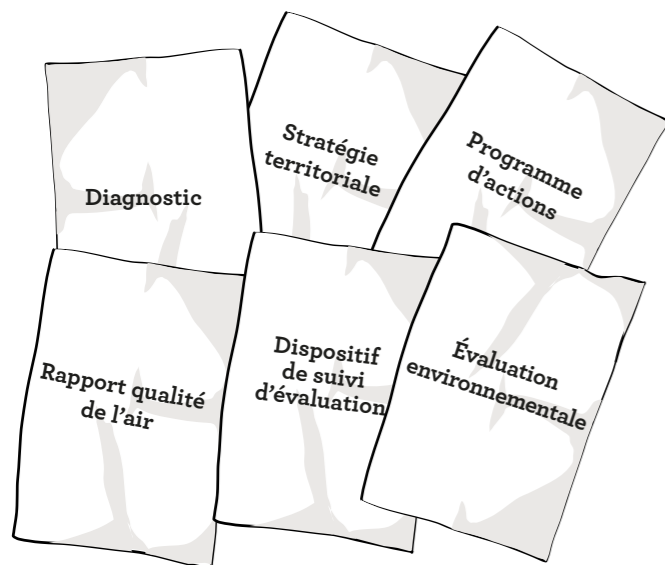 Diagnostic
Stratégie
territoriale
Programme
d’actions
Rapport qualité
de l’air
Dispositif
de suivi
d’évaluation
Évaluation
environnementale